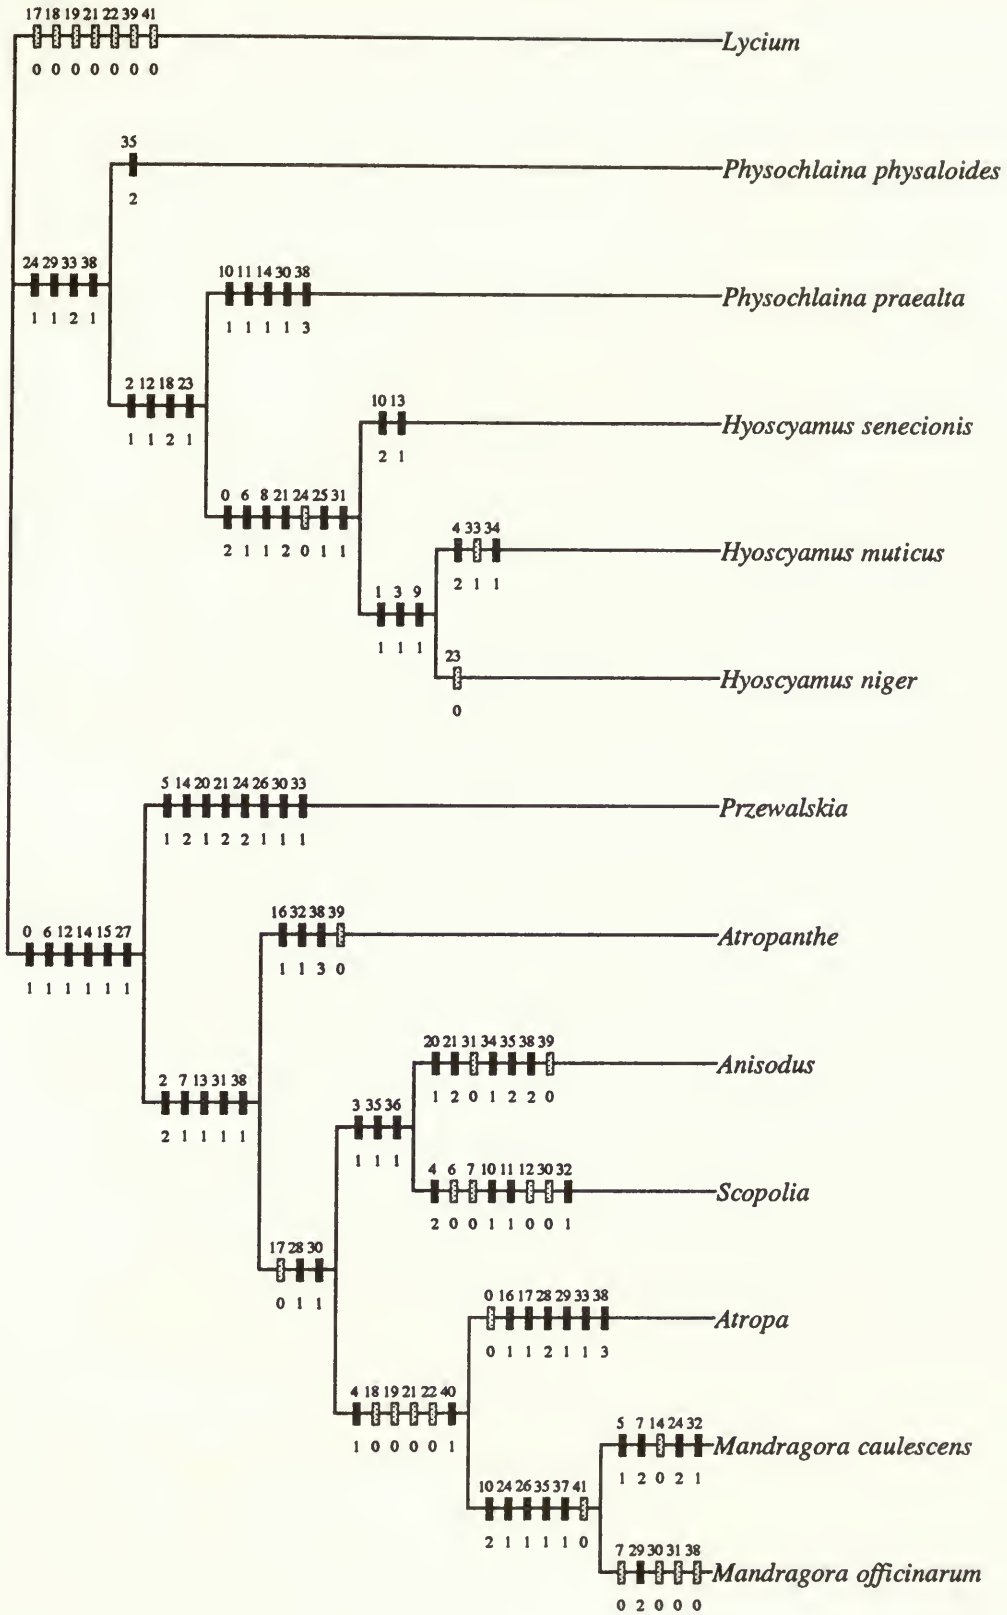 17 18 19 21 22 39 41
Lycium
0 0 0 0 0 0 0
35
Physochlaina physaloides
2
24 29 33 38
1 1 2 1
10 11 14 30 38
Physochlaina praealta
1 1 1 1 3
2 12 18 23
1 1 2 1
10 13
Hyoscyamus senecionis
2 1
0 6 8 21 24 25 31
2 1 1 2 0 1 1
4 33 34
Hyoscyamus muticus
2 1 1
1 3 9
1 1 1
23
Hyoscyamus niger
0
5 14 20 21 24 26 30 33
Przewalskia
1 2 1 2 2 1 1 1
0 6 12 14 15 27
1 1 1 1 1 1
16 32 38 39
Atropanthe
1 1 3 0
2 7 13 31 38
2 1 1 1 1
20 21 31 34 35 38 39
Anisodus
1 2 0 1 2 2 0
3 35 36
1 1 1
4 6 7 10 11 12 30 32
Scopolia
2 0 0 1 1 0 0 1
17 28 30
0 1 1
0 16 17 28 29 33 38
Atropa
0 1 1 2 1 1 3
4 18 19 21 22 40
1 0 0 0 0 1
5 7 14 24 32
Mandragora caulescens
1 2 0 2 1
10 24 26 35 37 41
2 1 1 1 1 0
7 29 30 31 38
Mandragora officinarum
0 2 0 0 0